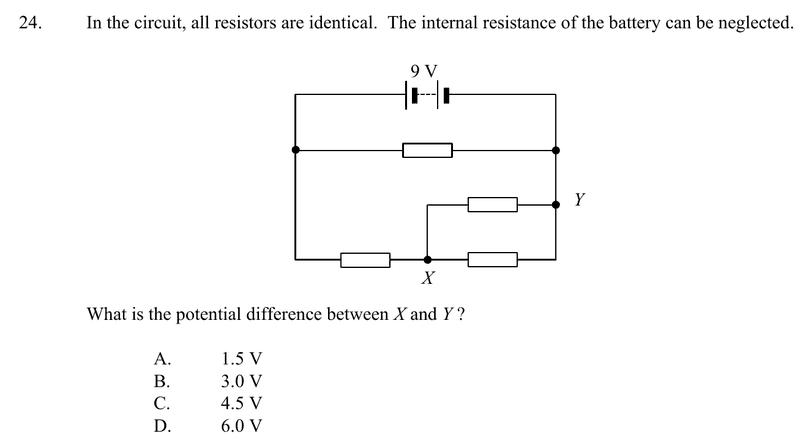 24. In the circuit, all resistors are identical. The internal resistance of the battery can be neglected.
9 V
Y
X
What is the potential difference between X and Y ?
A. 1.5 V
B. 3.0 V
C. 4.5 V
D. 6.0 V